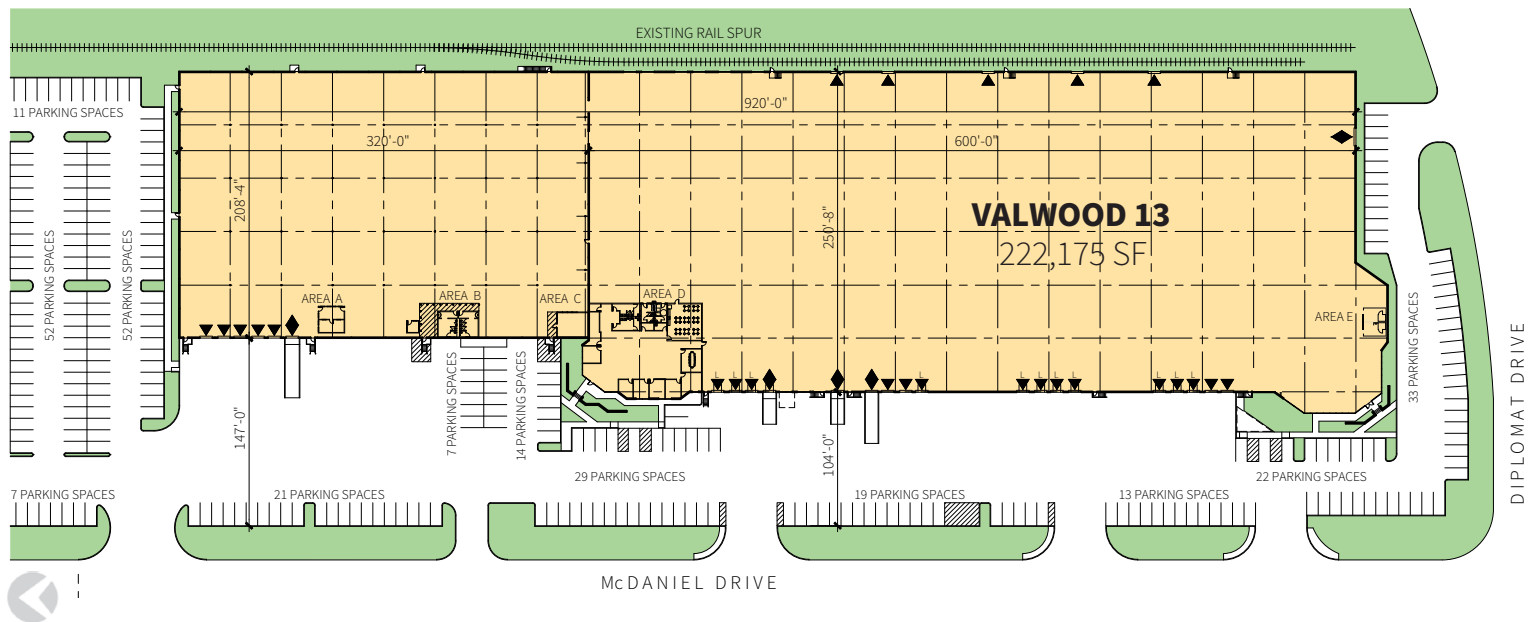 EXISTING RAIL SPUR
11 PARKING SPACES
920'-0"
320'-0"
600'-0"
208'-4"
250'-8"
VALWOOD 13
222,175 SF
52 PARKING SPACES
52 PARKING SPACES
AREA A
AREA B
AREA C
AREA D
AREA E
33 PARKING SPACES
DIPLOMAT DRIVE
L L L L L L L L L L
147'-0"
7 PARKING SPACES
14 PARKING SPACES
104'-0"
29 PARKING SPACES
22 PARKING SPACES
7 PARKING SPACES
21 PARKING SPACES
19 PARKING SPACES
13 PARKING SPACES
McDANIEL DRIVE